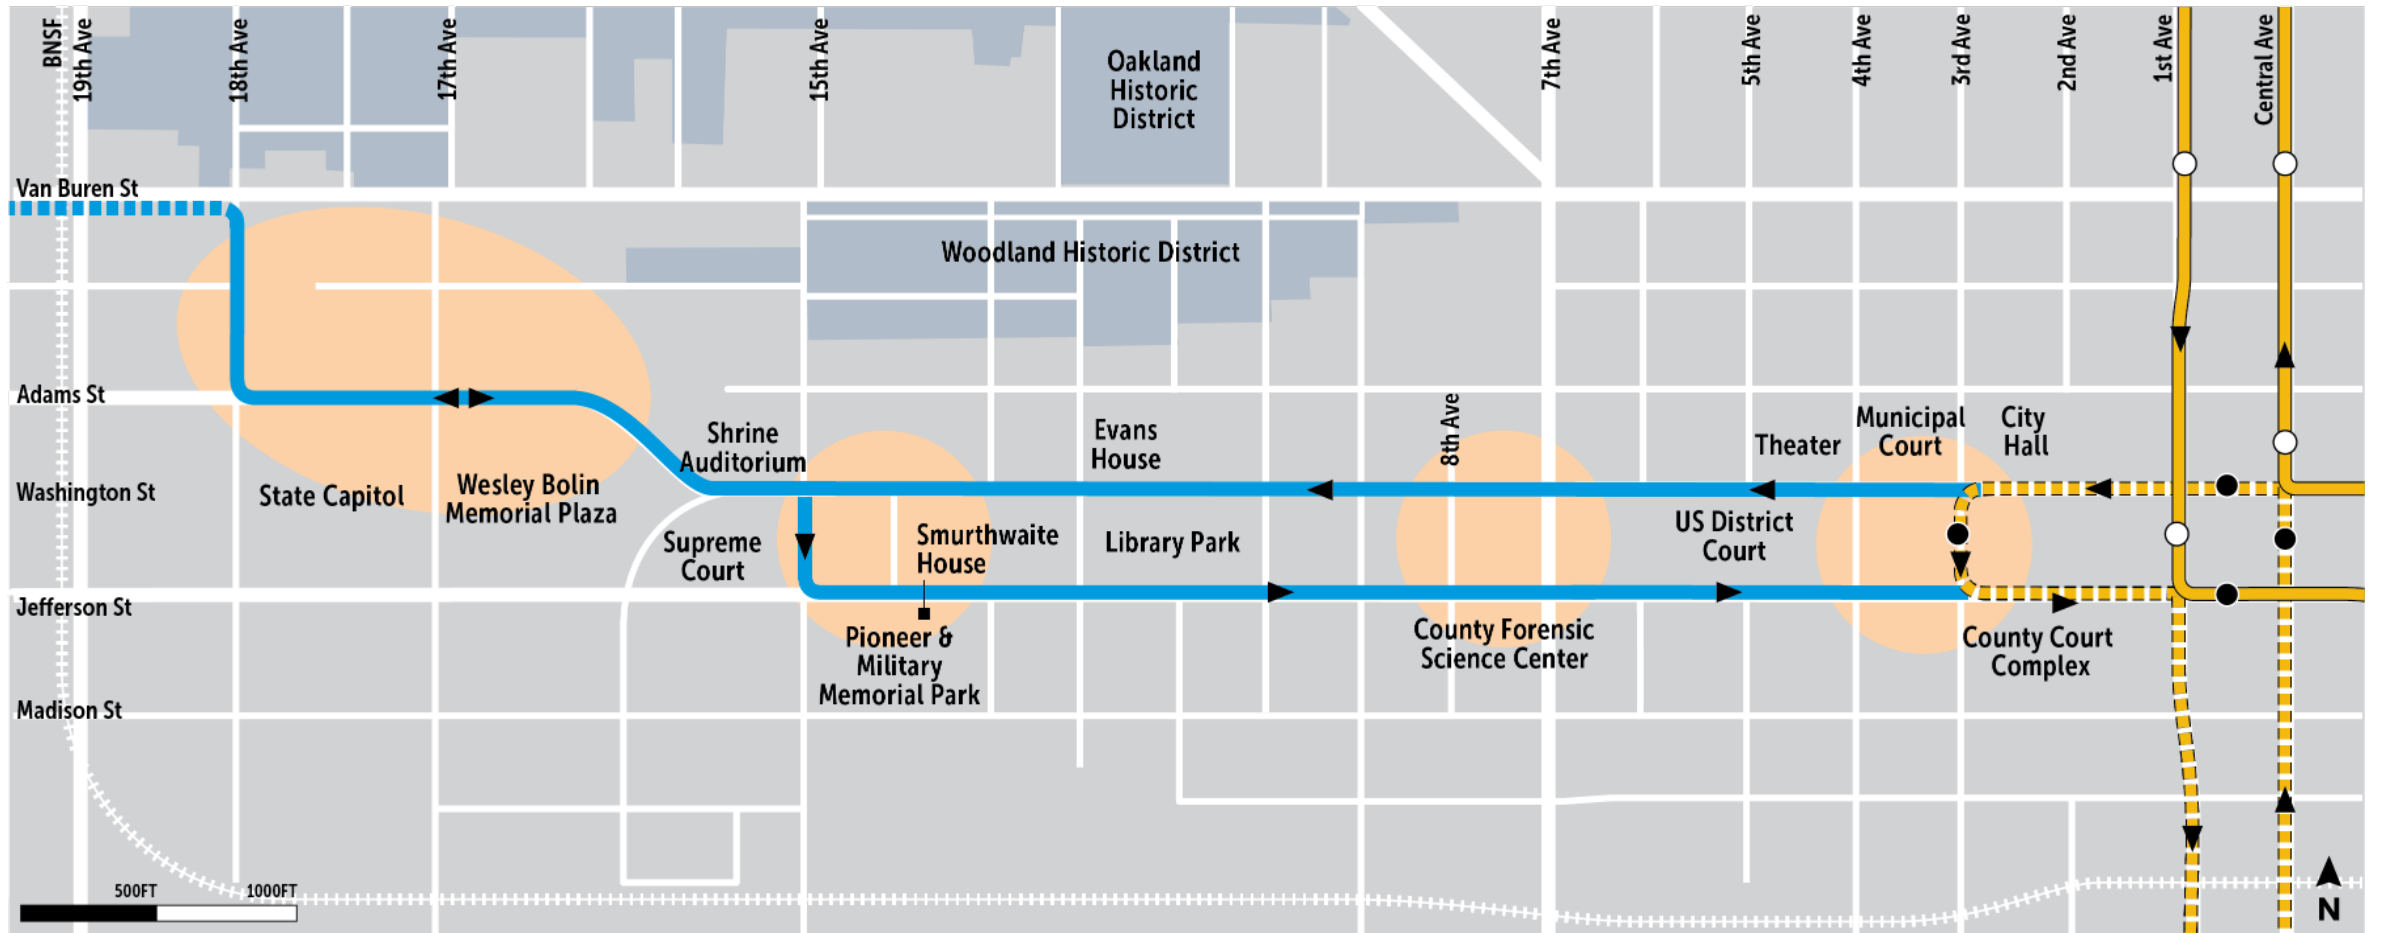 BNSF
19th Ave
18th Ave
17th Ave
15th Ave
7th Ave
5th Ave
4th Ave
3rd Ave
2nd Ave
1st Ave
Central Ave
Oakland
Historic
District
Van Buren St
Woodland Historic District
Adams St
8th Ave
Shrine
Auditorium
Evans
House
Theater
Municipal
Court
City
Hall
Washington St
State Capitol
Wesley Bolin
Memorial Plaza
Supreme
Court
Smurthwaite
House
Library Park
US District
Court
Jefferson St
Pioneer &
Military
Memorial Park
County Forensic
Science Center
County Court
Complex
Madison St
500FT
1000FT
N